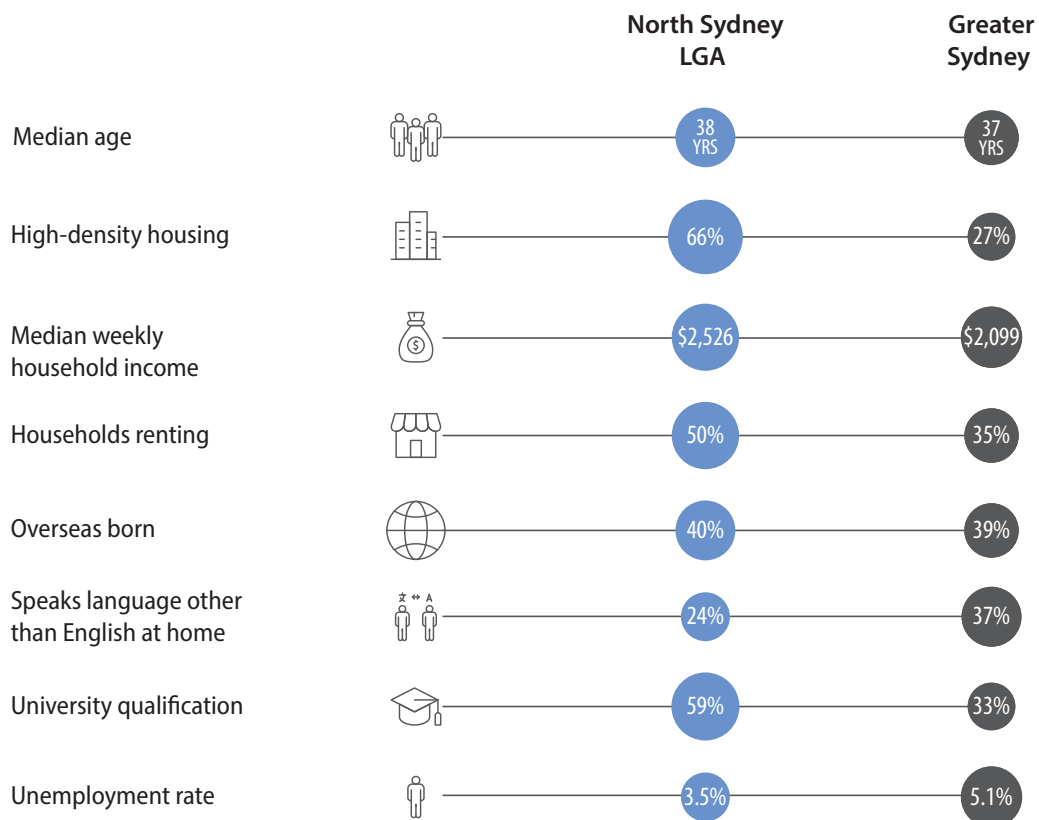 North Sydney LGA
Greater Sydney
Median age
38 YRS
37 YRS
High-density housing
66%
27%
Median weekly
household income
$2,526
$2,099
Households renting
50%
35%
Overseas born
40%
39%
Speaks language other
than English at home
文 ↔ A
24%
37%
University qualification
59%
33%
Unemployment rate
3.5%
5.1%